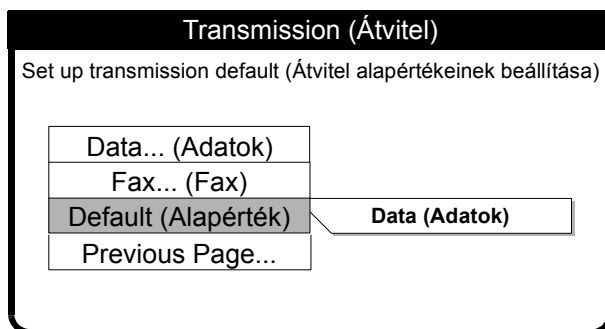 Transmission (Átvitel)
Set up transmission default (Átvitel alapértékeinek beállítása)
Data... (Adatok)
Fax... (Fax)
Default (Alapérték)
Data (Adatok)
Previous Page...